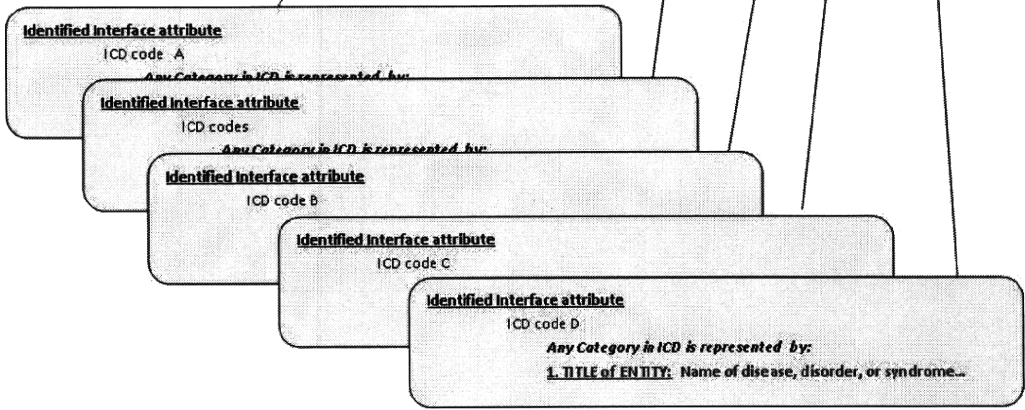 Identified Interface attribute
ICD code A
Any Category in ICD is represented by:
Identified Interface attribute
ICD codes
Any Category in ICD is represented by:
Identified Interface attribute
ICD code B
Identified Interface attribute
ICD code C
Identified Interface attribute
ICD code D
Any Category in ICD is represented by:
1. TITLE of ENTITY: Name of disease, disorder, or syndrome...